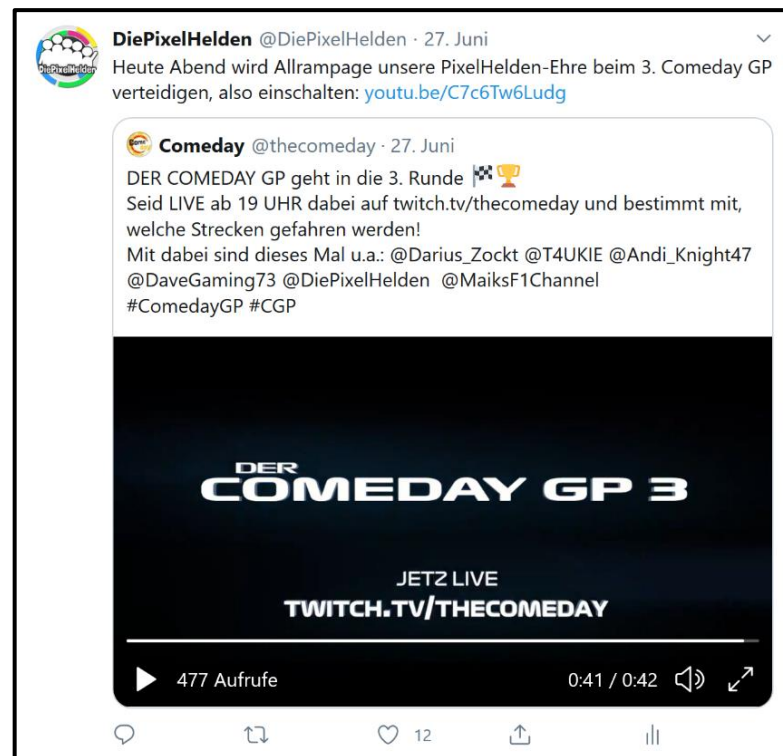 DiePixelHelden @DiePixelHelden · 27. Juni
DiePixelHelden
Heute Abend wird Allrampage unsere PixelHelden-Ehre beim 3. Comeday GP
verteidigen, also einschalten: youtu.be/C7c6Tw6Ludg
Comeday @thecomeday · 27. Juni
DER COMEDAY GP geht in die 3. Runde 🏁🏆
Seid LIVE ab 19 UHR dabei auf twitch.tv/thecomeday und bestimmt mit,
welche Strecken gefahren werden!
Mit dabei sind dieses Mal u.a.: @Darius_Zockt @T4UKIE @Andi_Knight47
@DaveGaming73 @DiePixelHelden @MaiksF1Channel
#ComedayGP #CGP
DER
COMEDAY GP 3
JETZ LIVE
TWITCH.TV/THECOMEDAY
477 Aufrufe 0:41 / 0:42
12